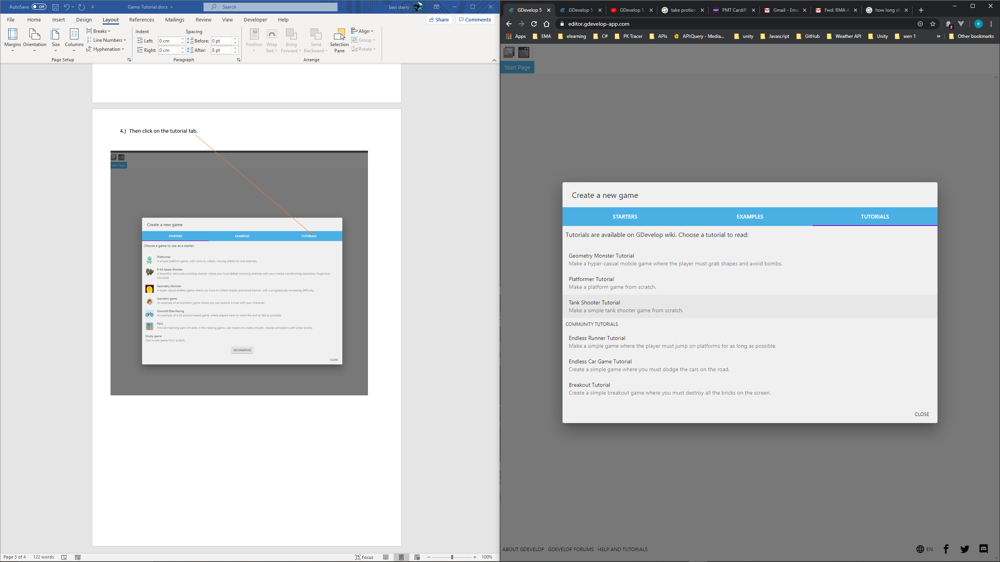 AutoSave Off Game Tutorial.docx Search ben sterry
File Home Insert Design Layout References Mailings Review View Developer Help Share Comments
Margins Orientation Size Columns
Breaks
Line Numbers
Hyphenation
Page Setup
Indent
Left: 0 cm
Right: 0 cm
Spacing
Before: 0 pt
After: 8 pt
Paragraph
Position
Wrap Text
Bring Forward
Send Backward
Selection Pane
Align
Group
Rotate
Arrange
4.) Then click on the tutorial tab.
Start Page
Create a new game
STARTERS EXAMPLES TUTORIALS
Choose a game to use as a starter:
Platformer
A simple platform game, with coins to collect, moving platforms and enemies.
8-bit Space Shooter
A beautiful, retro side-scrolling shooter where you must defeat incoming enemies with your mecha transforming spaceship. Huge boss
included!
Geometry Monster
A hyper casual endless game where you have to collect shapes and avoid bombs, with a progressively increasing difficulty.
Isometric game
An example of an isometric game where you can explore a map with your character.
Downhill Bike Racing
An example of a 2D physics based game, where players have to reach the end as fast as possible.
Pairs
Find all matching pairs of cards in this relaxing game. Use tweens to create smooth, natural animations with a few events.
Empty game
Start a new game from scratch.
SEE EXAMPLES
CLOSE
Page 3 of 4 122 words Focus 100%
GDevelop 5 GDevelop 5 GDevelop 5 take protien PMT PMT Cardiff Gmail - Ema Fwd: RMA A how long sh
editor.gdevelop-app.com 2 e
Apps EMA elearning C# PK Tracer APIs API:Query - Media... unity Javascript GitHub Weather API Unity wen 1 » Other bookmarks
Start Page
Create a new game
STARTERS EXAMPLES TUTORIALS
Tutorials are available on GDevelop wiki. Choose a tutorial to read:
Geometry Monster Tutorial
Make a hyper-casual mobile game where the player must grab shapes and avoid bombs.
Platformer Tutorial
Make a platform game from scratch.
Tank Shooter Tutorial
Make a simple tank shooter game from scratch.
COMMUNITY TUTORIALS
Endless Runner Tutorial
Make a simple game where the player must jump on platforms for as long as possible.
Endless Car Game Tutorial
Create a simple game where you must dodge the cars on the road.
Breakout Tutorial
Create a simple breakout game where you must destroy all the bricks on the screen.
CLOSE
ABOUT GDEVELOP GDEVELOP FORUMS HELP AND TUTORIALS EN